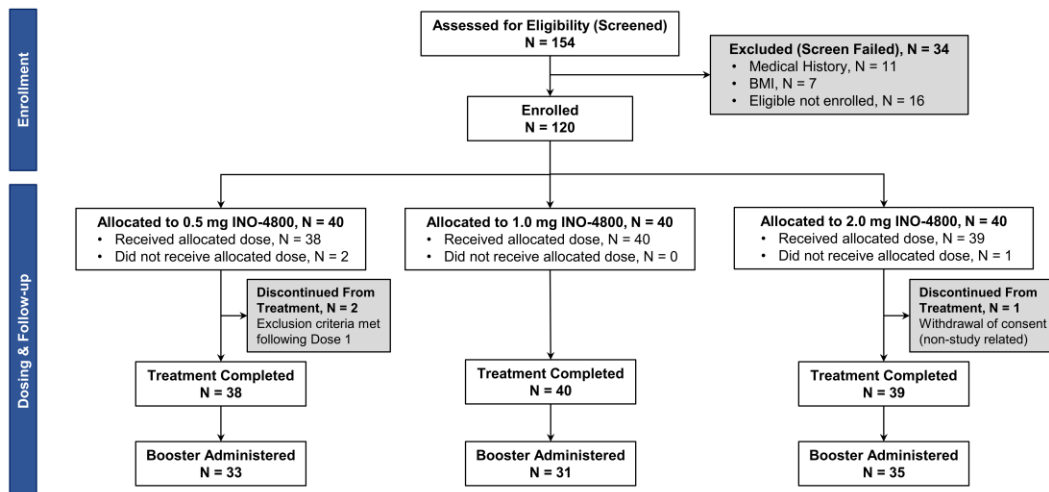 Enrollment
Assessed for Eligibility (Screened)
N = 154
Excluded (Screen Failed), N = 34
• Medical History, N = 11
• BMI, N = 7
• Eligible not enrolled, N = 16
Enrolled
N = 120
Dosing & Follow-up
Allocated to 0.5 mg INO-4800, N = 40
• Received allocated dose, N = 38
• Did not receive allocated dose, N = 2
Allocated to 1.0 mg INO-4800, N = 40
• Received allocated dose, N = 40
• Did not receive allocated dose, N = 0
Allocated to 2.0 mg INO-4800, N = 40
• Received allocated dose, N = 39
• Did not receive allocated dose, N = 1
Discontinued From
Treatment, N = 2
Exclusion criteria met
following Dose 1
Discontinued From
Treatment, N = 1
Withdrawal of consent
(non-study related)
Treatment Completed
N = 38
Treatment Completed
N = 40
Treatment Completed
N = 39
Booster Administered
N = 33
Booster Administered
N = 31
Booster Administered
N = 35